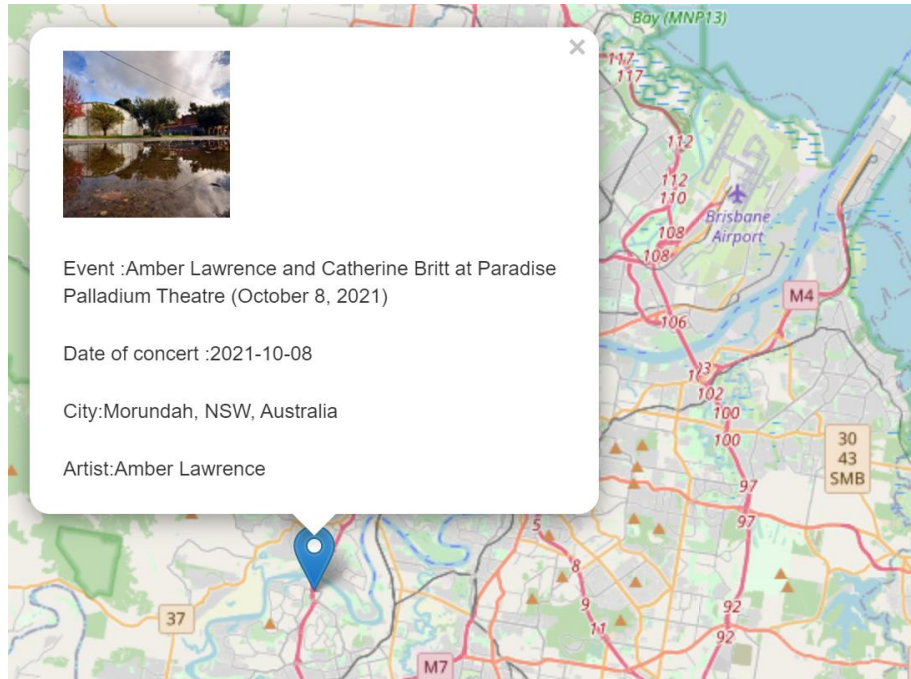 Bay (MNP13)
×
117
117
112
112
110
Brisbane
Airport
108
108
M4
106
102
100
100
30
43
SMB
97
97
5
8
9
11
92
92
37
M7
Event :Amber Lawrence and Catherine Britt at Paradise
Palladium Theatre (October 8, 2021)
Date of concert :2021-10-08
City:Morundah, NSW, Australia
Artist:Amber Lawrence